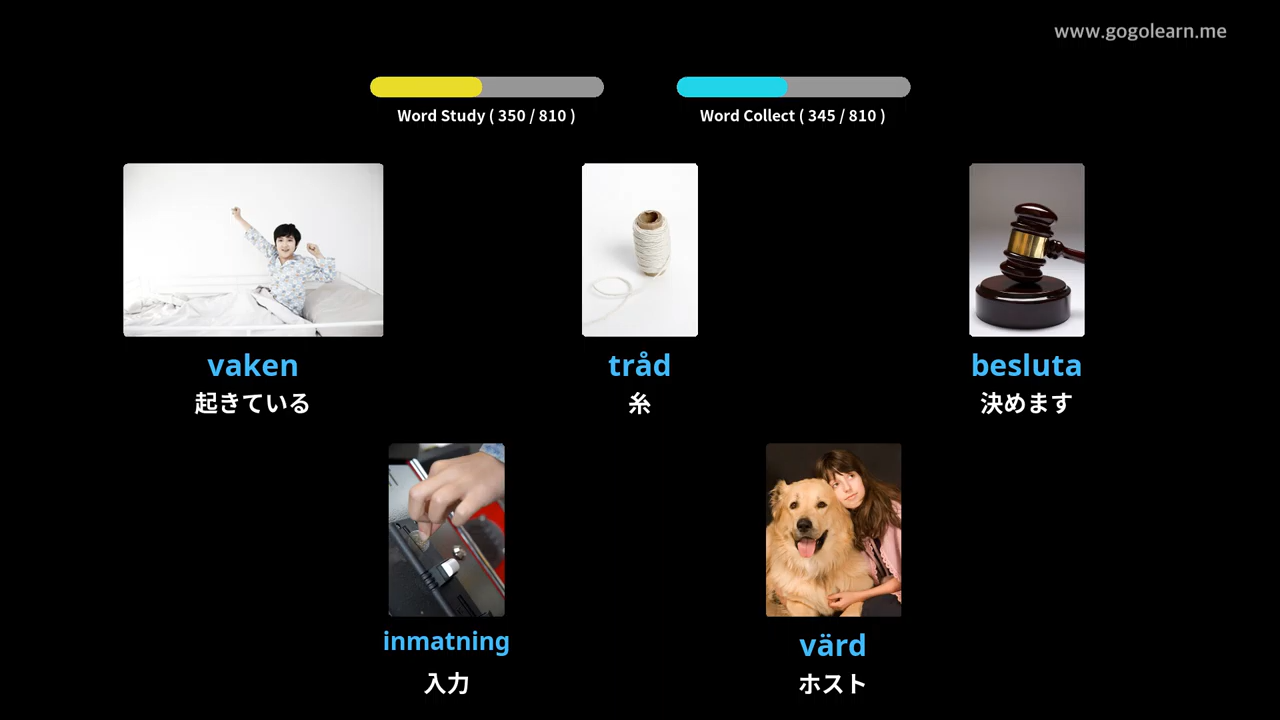 www.gogolearn.me
Word Study ( 350 / 810 )
Word Collect ( 345 / 810 )
vaken
起きている
tråd
糸
besluta
決めます
inmatning
入力
värd
ホスト